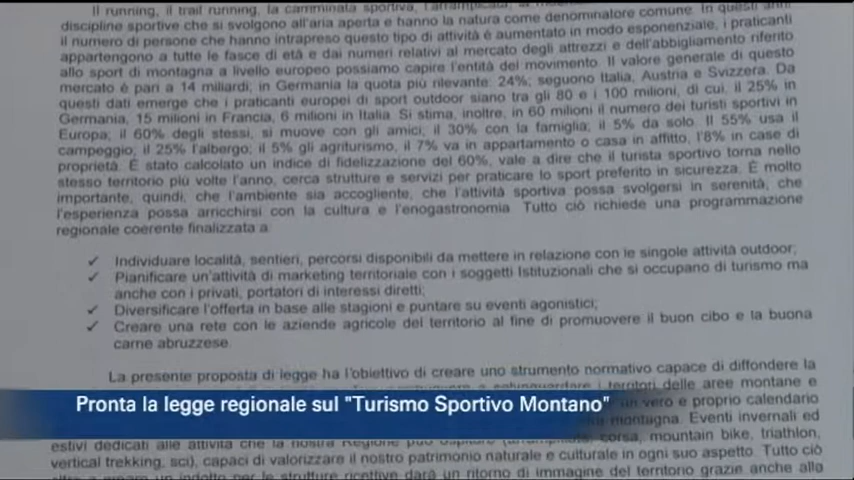 Il running, il trail running, la camminata sportiva, l'arrampicata,
discipline sportive che si svolgono all'aria aperta e hanno la natura come denominatore comune. In questi anni
il numero di persone che hanno intrapreso questo tipo di attività è aumentato in modo esponenziale, i praticanti
appartengono a tutte le fasce di età e dai numeri relativi al mercato degli attrezzi e dell'abbigliamento riferito
allo sport di montagna a livello europeo possiamo capire l'entità del movimento. Il valore generale di questo
mercato è pari a 14 miliardi; in Germania la quota più rilevante: 24%; seguono Italia, Austria e Svizzera. Da
questi dati emerge che i praticanti europei di sport outdoor siano tra gli 80 e i 100 milioni, di cui, il 25% in
Germania, 15 milioni in Francia, 6 milioni in Italia. Si stima, inoltre, in 60 milioni il numero dei turisti sportivi in
Europa; il 60% degli stessi, si muove con gli amici; il 30% con la famiglia; il 5% da solo. Il 55% usa il
campeggio; il 25% l'albergo; il 5% gli agriturismo; il 7% va in appartamento o casa in affitto, l'8% in case di
proprietà. È stato calcolato un indice di fidelizzazione del 60%, vale a dire che il turista sportivo torna nello
stesso territorio più volte l'anno, cerca strutture e servizi per praticare lo sport preferito in sicurezza. È molto
importante, quindi, che l'ambiente sia accogliente, che l'attività sportiva possa svolgersi in serenità, che
l'esperienza possa arricchirsi con la cultura e l'enogastronomia. Tutto ciò richiede una programmazione
regionale coerente finalizzata a:
✓ Individuare località, sentieri, percorsi disponibili da mettere in relazione con le singole attività outdoor;
✓ Pianificare un'attività di marketing territoriale con i soggetti Istituzionali che si occupano di turismo ma
anche con i privati, portatori di interessi diretti;
✓ Diversificare l'offerta in base alle stagioni e puntare su eventi agonistici;
✓ Creare una rete con le aziende agricole del territorio al fine di promuovere il buon cibo e la buona
carne abruzzese.
La presente proposta di legge ha l'obiettivo di creare uno strumento normativo capace di diffondere la
i territori delle aree montane e
un vero e proprio calendario
montagna. Eventi invernali ed
Pronta la legge regionale sul "Turismo Sportivo Montano"
estivi dedicati alle attività che la nostra Regione può corsa, mountain bike, triathlon,
vertical trekking, sci), capaci di valorizzare il nostro patrimonio naturale e culturale in ogni suo aspetto. Tutto ciò
un indotto per le strutture ricettive darà un ritorno di immagine del territorio grazie anche alla